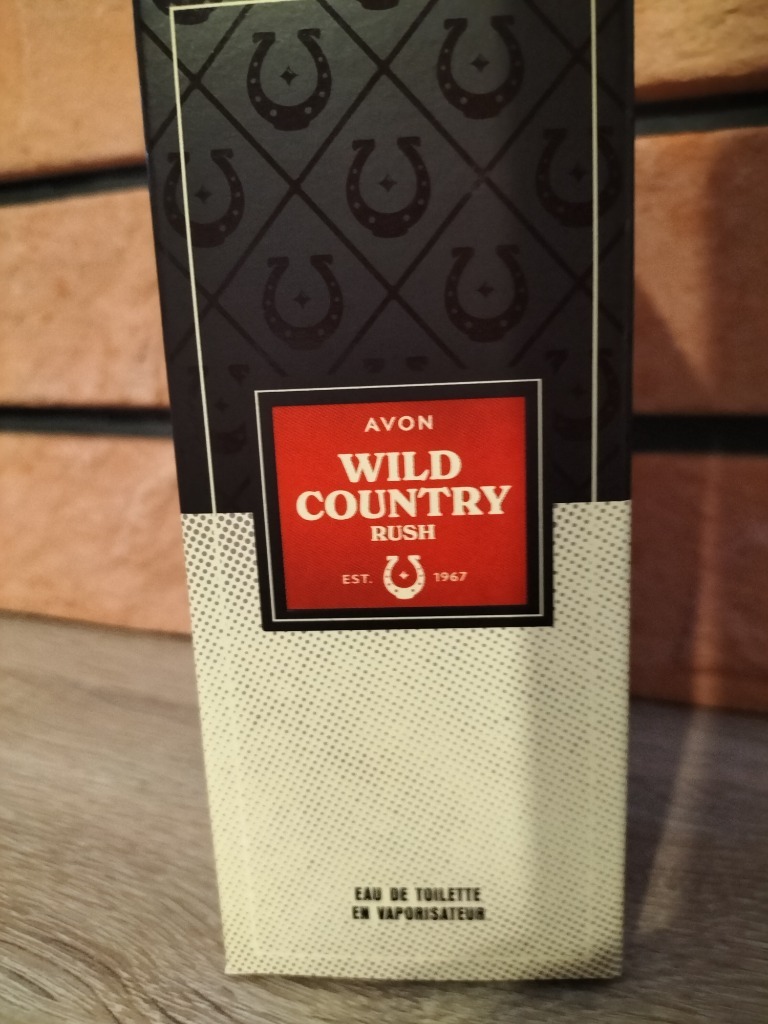 AVON
WILD
COUNTRY
RUSH
EST. 1967
EAU DE TOILETTE
EN VAPORISATEUR